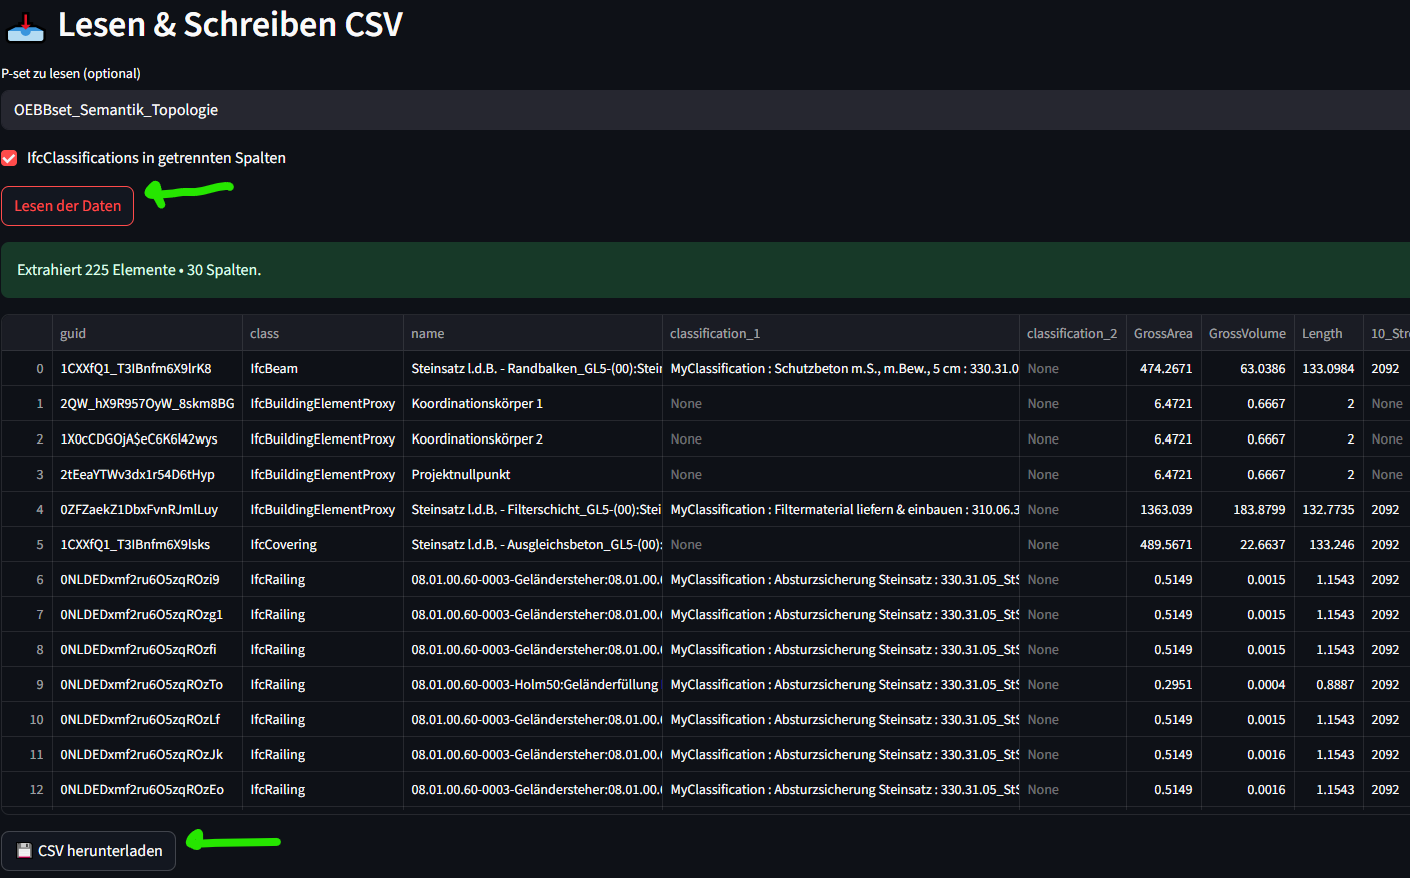 Lesen & Schreiben CSV
P-set zu lesen (optional)
OEBBset_Semantik_Topologie
IfcClassifications in getrennten Spalten
Lesen der Daten
Extrahiert 225 Elemente • 30 Spalten.
guid class name classification_1 classification_2 GrossArea GrossVolume Length 10_Stre
0 1CXXfQ1_T3IBnfm6X9lrK8 IfcBeam Steinsatz l.d.B. - Randbalken_GL5-(00):Stein MyClassification : Schutzbeton m.S., m.Bew., 5 cm : 330.31.0 None 474.2671 63.0386 133.0984 2092
1 2QW_hX9R957OyW_8skm8BG IfcBuildingElementProxy Koordinationskörper 1 None None 6.4721 0.6667 2 None
2 1X0cCDGOjA$eC6K6l42wys IfcBuildingElementProxy Koordinationskörper 2 None None 6.4721 0.6667 2 None
3 2tEeaYTWv3dx1r54D6tHyp IfcBuildingElementProxy Projektnullpunkt None None 6.4721 0.6667 2 None
4 0ZFZaekZ1DbxFvnRJmlLuy IfcBuildingElementProxy Steinsatz l.d.B. - Filterschicht_GL5-(00):Stei MyClassification : Filtermaterial liefern & einbauen : 310.06.3 None 1363.039 183.8799 132.7735 2092
5 1CXXfQ1_T3IBnfm6X9lsks IfcCovering Steinsatz l.d.B. - Ausgleichsbeton_GL5-(00): None None 489.5671 22.6637 133.246 2092
6 0NLDEDxmf2ru6O5zqROzi9 IfcRailing 08.01.00.60-0003-Geländersteher:08.01.00.6 MyClassification : Absturzsicherung Steinsatz : 330.31.05_StS None 0.5149 0.0015 1.1543 2092
7 0NLDEDxmf2ru6O5zqROzg1 IfcRailing 08.01.00.60-0003-Geländersteher:08.01.00.6 MyClassification : Absturzsicherung Steinsatz : 330.31.05_StS None 0.5149 0.0015 1.1543 2092
8 0NLDEDxmf2ru6O5zqROzfi IfcRailing 08.01.00.60-0003-Geländersteher:08.01.00.6 MyClassification : Absturzsicherung Steinsatz : 330.31.05_StS None 0.5149 0.0015 1.1543 2092
9 0NLDEDxmf2ru6O5zqROzTo IfcRailing 08.01.00.60-0003-Holm50:Geländerfüllung MyClassification : Absturzsicherung Steinsatz : 330.31.05_StS None 0.2951 0.0004 0.8887 2092
10 0NLDEDxmf2ru6O5zqROzLf IfcRailing 08.01.00.60-0003-Geländersteher:08.01.00.6 MyClassification : Absturzsicherung Steinsatz : 330.31.05_StS None 0.5149 0.0015 1.1543 2092
11 0NLDEDxmf2ru6O5zqROzJk IfcRailing 08.01.00.60-0003-Geländersteher:08.01.00.6 MyClassification : Absturzsicherung Steinsatz : 330.31.05_StS None 0.5149 0.0016 1.1543 2092
12 0NLDEDxmf2ru6O5zqROzEo IfcRailing 08.01.00.60-0003-Geländersteher:08.01.00.6 MyClassification : Absturzsicherung Steinsatz : 330.31.05_StS None 0.5149 0.0016 1.1543 2092
CSV herunterladen